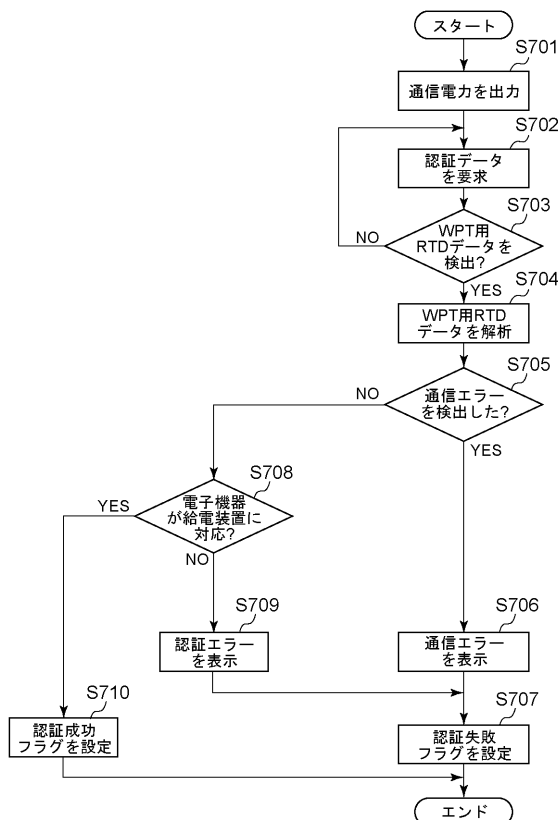 スタート
S701
通信電力を出力
S702
認証データ
を要求
S703
WPT用
RTDデータを
検出?
NO
YES
S704
WPT用RTD
データを解析
S705
通信エラー
を検出した?
NO
YES
S708
電子機器
が給電装置に
対応?
YES
NO
S709
認証エラー
を表示
S706
通信エラー
を表示
S710
認証成功
フラグを設定
S707
認証失敗
フラグを設定
エンド